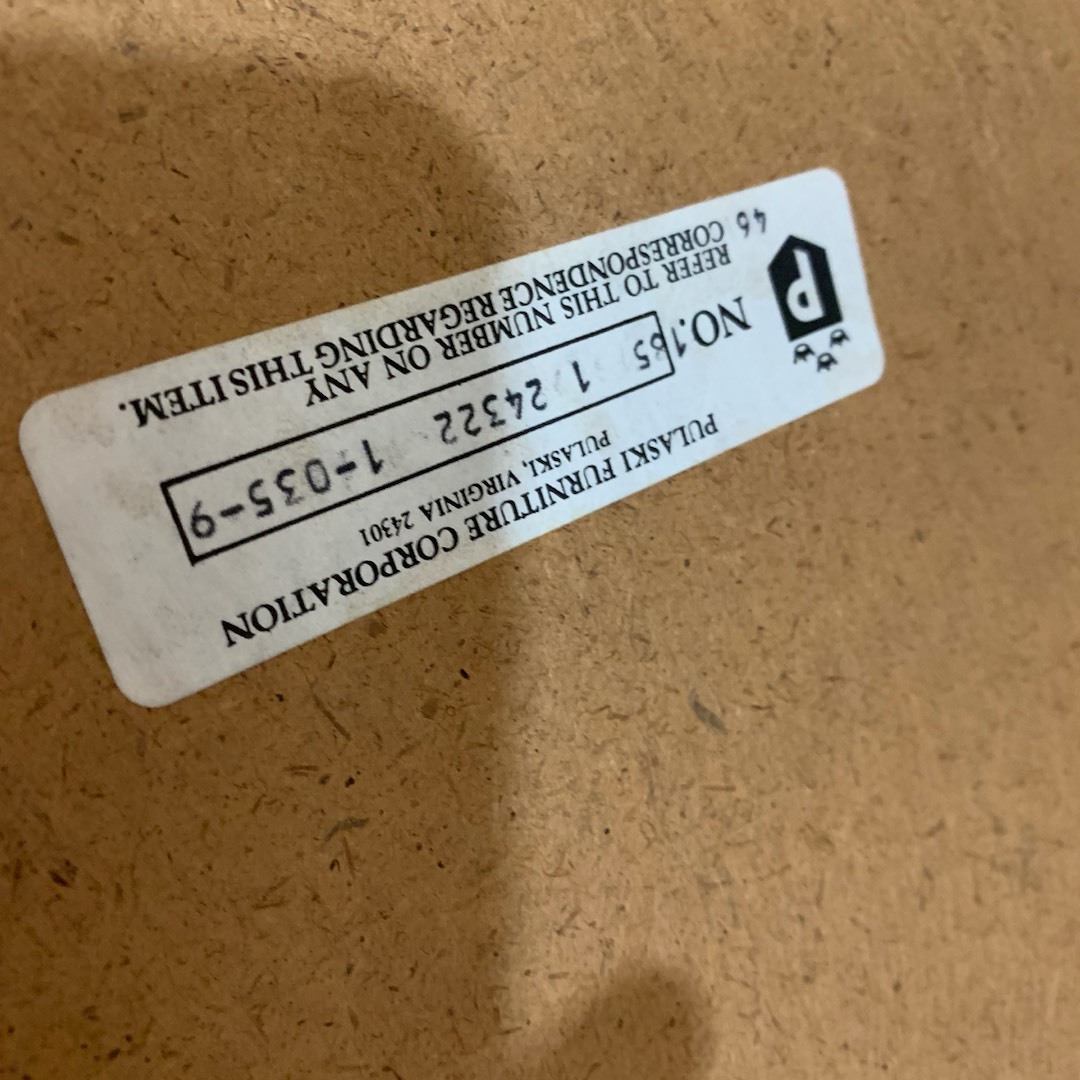 PULASKI FURNITURE CORPORATION
PULASKI, VIRGINIA 24301
NO. 165 1 24322 1-035-9
REFER TO THIS NUMBER ON ANY
CORRESPONDENCE REGARDING THIS ITEM.
46
P